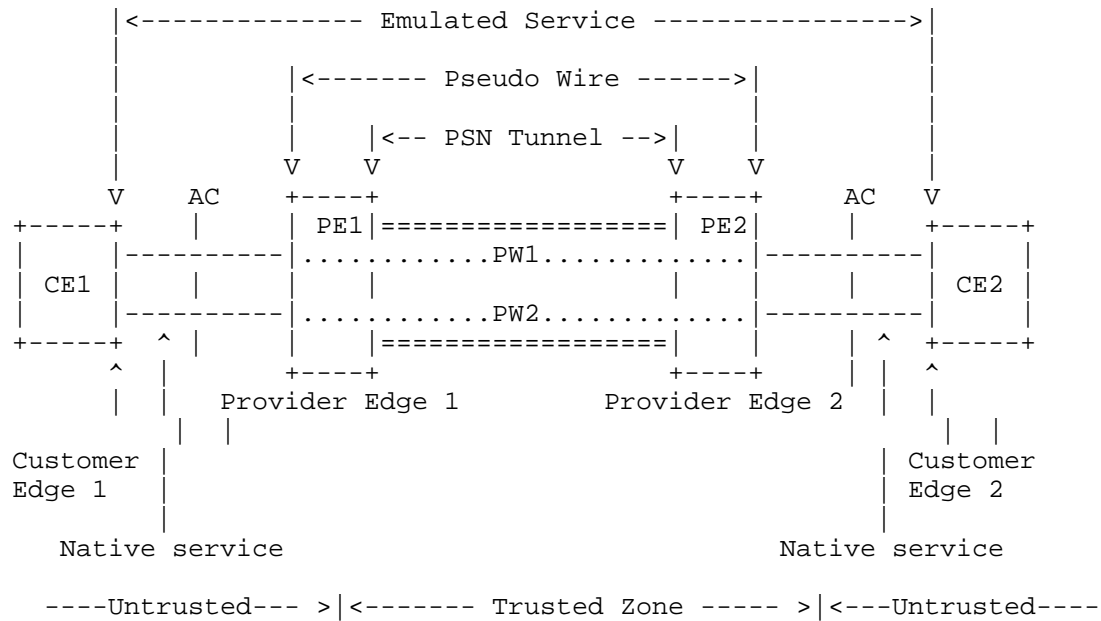 |<------------- Emulated Service --------------->|
|<------- Pseudo Wire ------>|
|<-- PSN Tunnel -->|
V V V V
V AC +----+ +----+ AC V
+-----+ | | PE1|==================| PE2| | +-----+
| |----------|............PW1.............|----------| |
| CE1 | | | | | | | | CE2 |
| |----------|............PW2.............|----------| |
+-----+ ^ | | |==================| | | ^ +-----+
^ | +----+ +----+ | | ^
| | Provider Edge 1 Provider Edge 2 | |
| | | |
Customer | | Customer
Edge 1 | | Edge 2
| |
Native service Native service
----Untrusted--- >|<------- Trusted Zone ----- >|<---Untrusted----